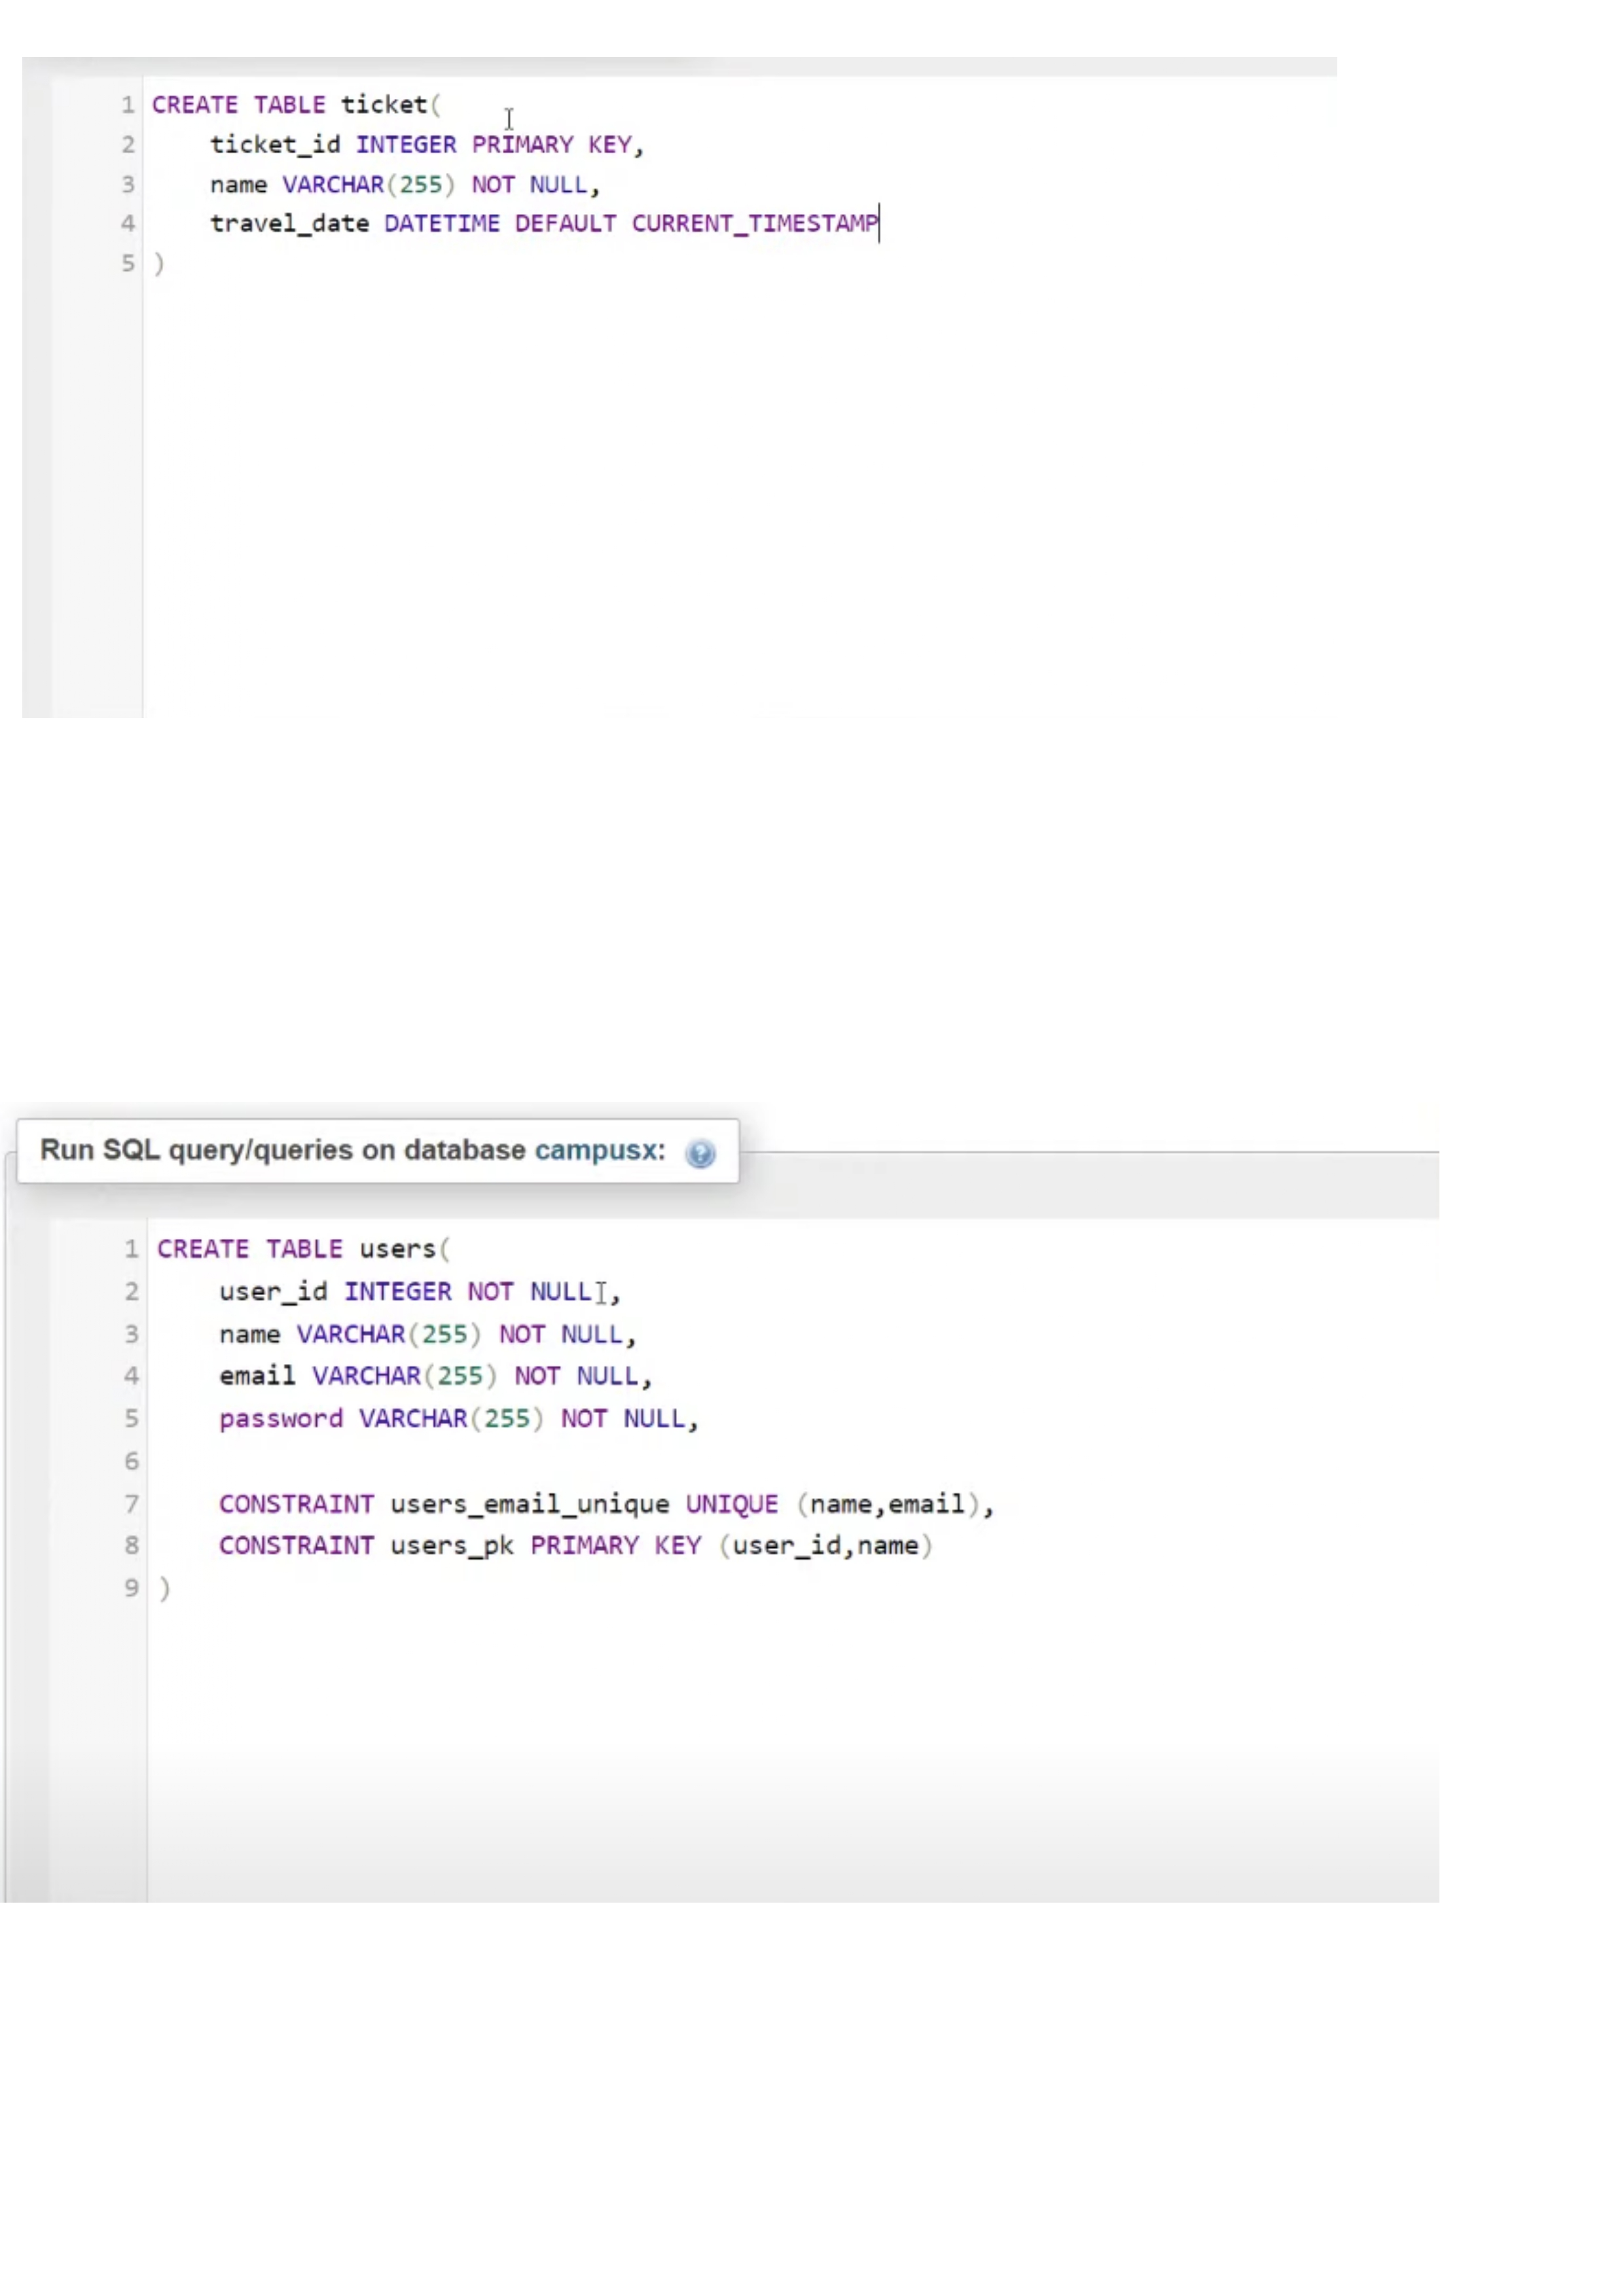 1 CREATE TABLE ticket(
2 ticket_id INTEGER PRIMARY KEY,
3 name VARCHAR(255) NOT NULL,
4 travel_date DATETIME DEFAULT CURRENT_TIMESTAMP
5 )
Run SQL query/queries on database campusx:
1 CREATE TABLE users(
2 user_id INTEGER NOT NULL,
3 name VARCHAR(255) NOT NULL,
4 email VARCHAR(255) NOT NULL,
5 password VARCHAR(255) NOT NULL,
6
7 CONSTRAINT users_email_unique UNIQUE (name,email),
8 CONSTRAINT users_pk PRIMARY KEY (user_id,name)
9 )